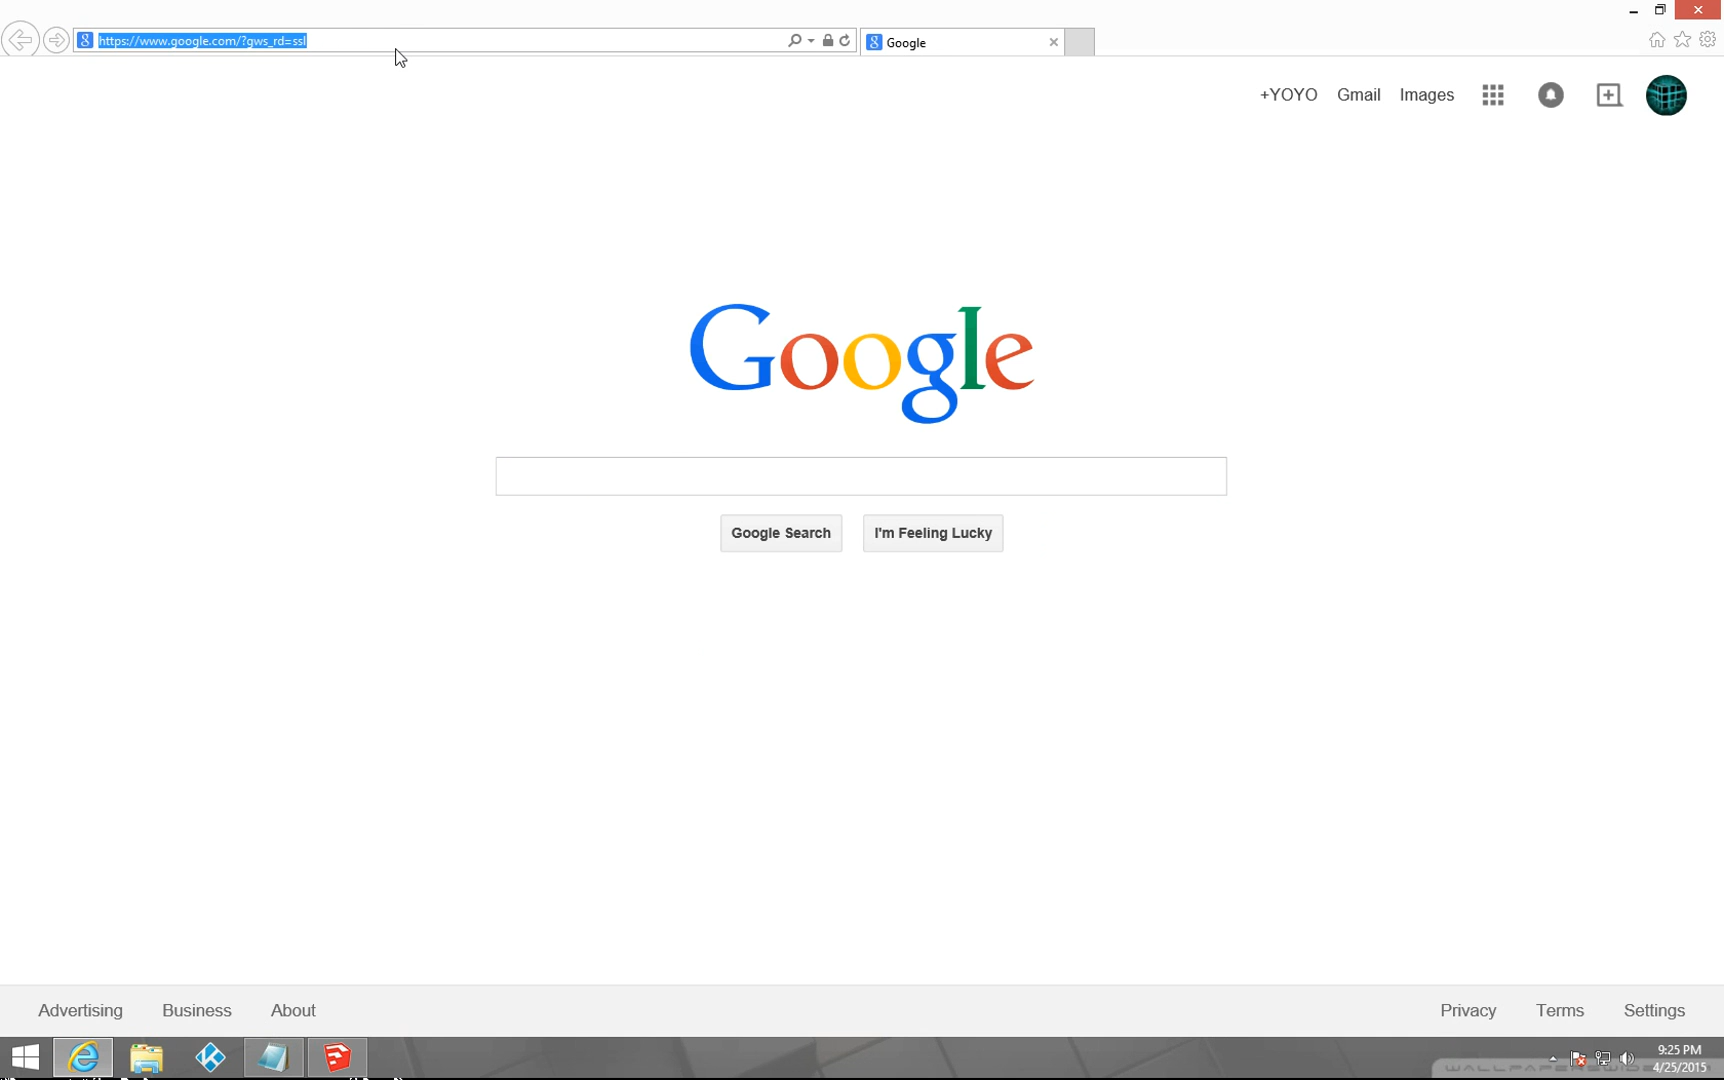 https://www.google.com/?gws_rd=ssl
Google
+YOYO Gmail Images
Google
Google Search I'm Feeling Lucky
Advertising Business About Privacy Terms Settings
9:25 PM
4/25/2015